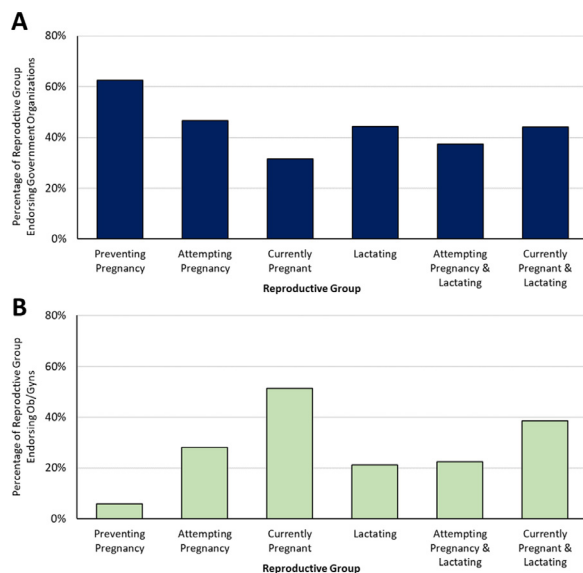 A
Percentage of Reprodctive Group
Endorsing Government Organizations
80%
60%
40%
20%
0%
Preventing
Pregnancy
Attempting
Pregnancy
Currently
Pregnant
Lactating
Attempting
Pregnancy &
Lactating
Currently
Pregnant &
Lactating
Reproductive Group
B
Percentage of Reprodctive Group
Endorsing Ob/Gyns
80%
60%
40%
20%
0%
Preventing
Pregnancy
Attempting
Pregnancy
Currently
Pregnant
Lactating
Attempting
Pregnancy &
Lactating
Currently
Pregnant &
Lactating
Reproductive Group